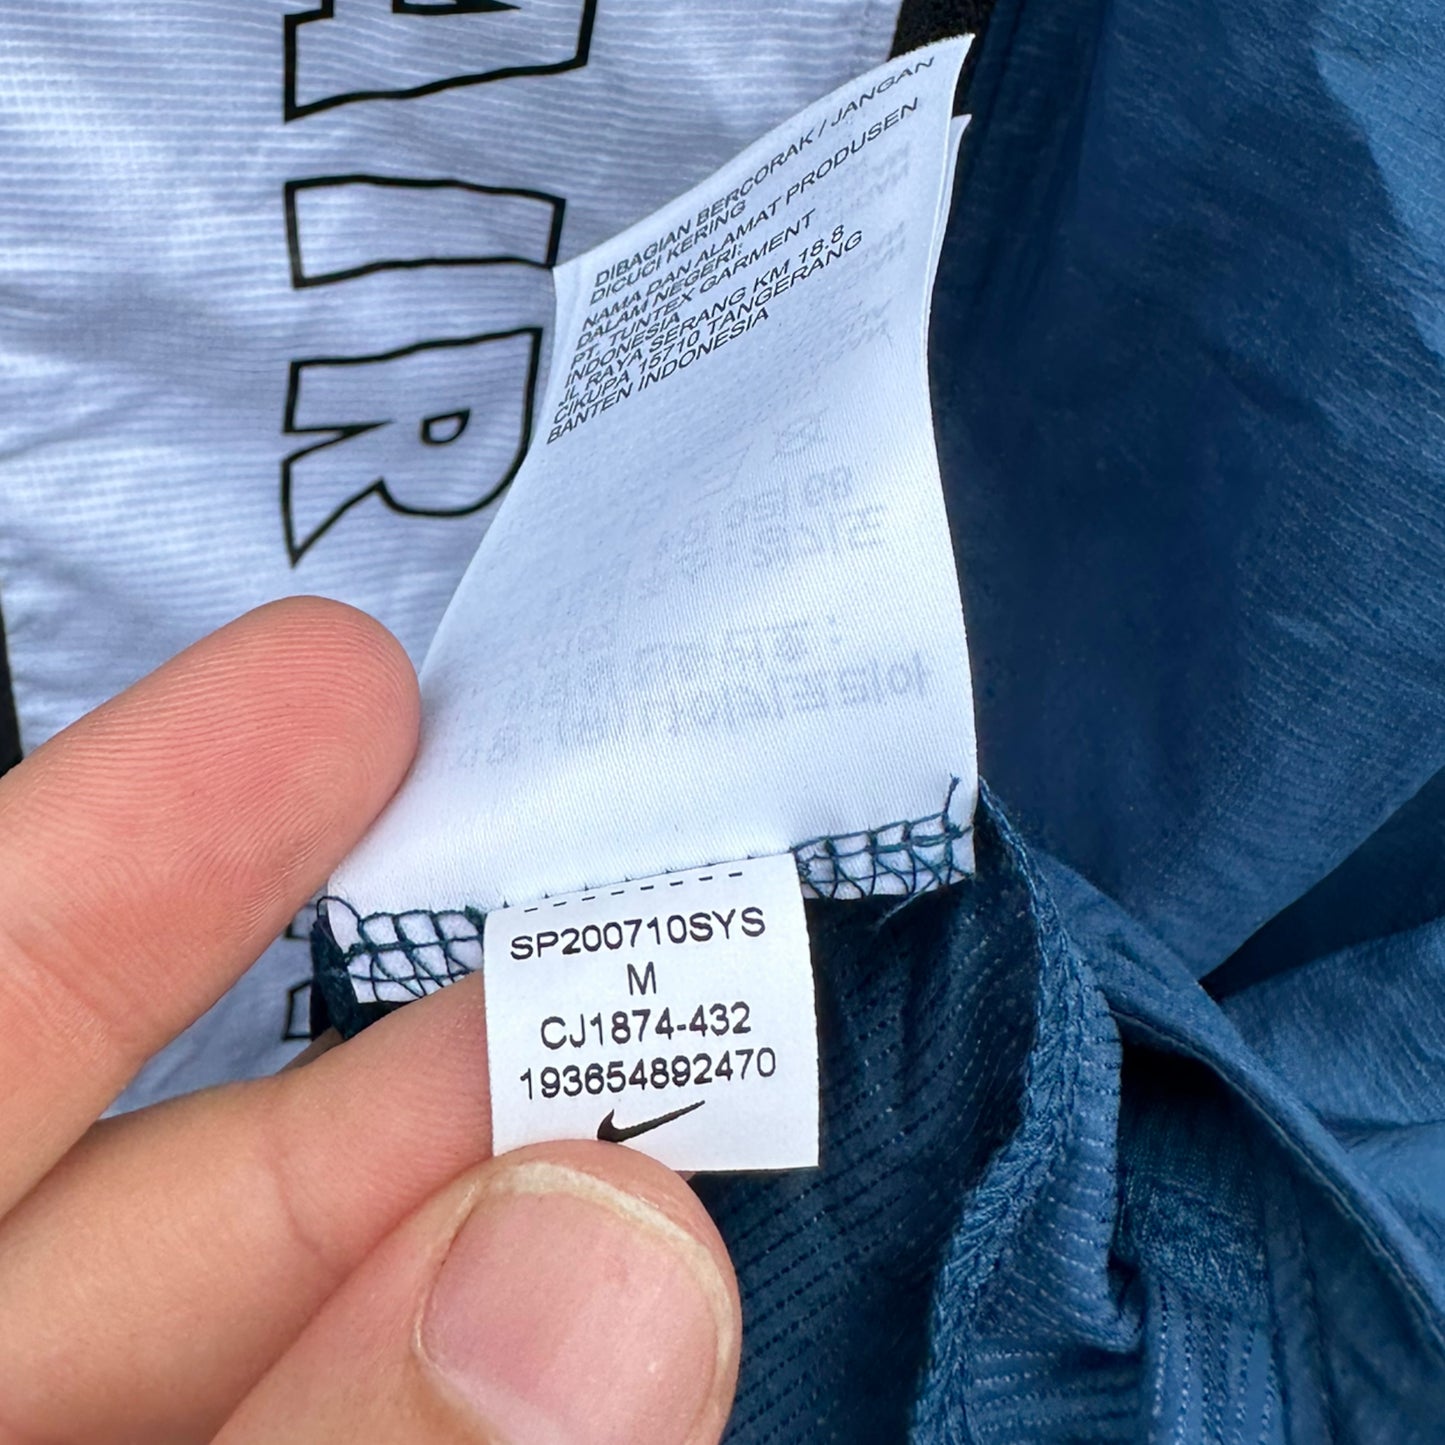 AIR
DIBAGIAN BERCORAK / JANGAN
DICUCI KERING
NAMA DAN ALAMAT PRODUSEN
DALAM NEGERI:
PT. TUNTEX GARMENT
INDONESIA
JL RAYA SERANG KM 18.8
CIKUPA 15710 TANGERANG
BANTEN INDONESIA
SP200710SYS
M
CJ1874-432
193654892470